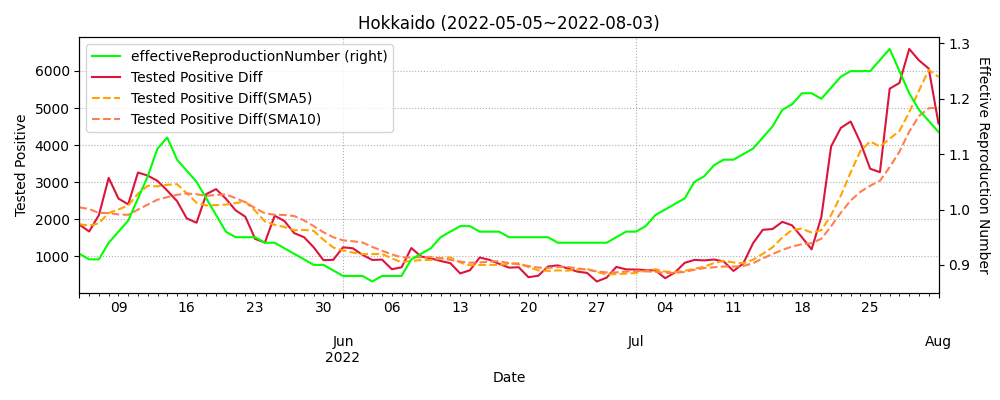 Hokkaido (2022-05-05~2022-08-03)
effectiveReproductionNumber (right)
Tested Positive Diff
Tested Positive Diff(SMA5)
Tested Positive Diff(SMA10)
Tested Positive
6000
5000
4000
3000
2000
1000
1.3
1.2
1.1
1.0
0.9
Effective Reproduction Number
09 16 23 30 06 13 20 27 04 11 18 25
Jun Jul Aug
2022
Date